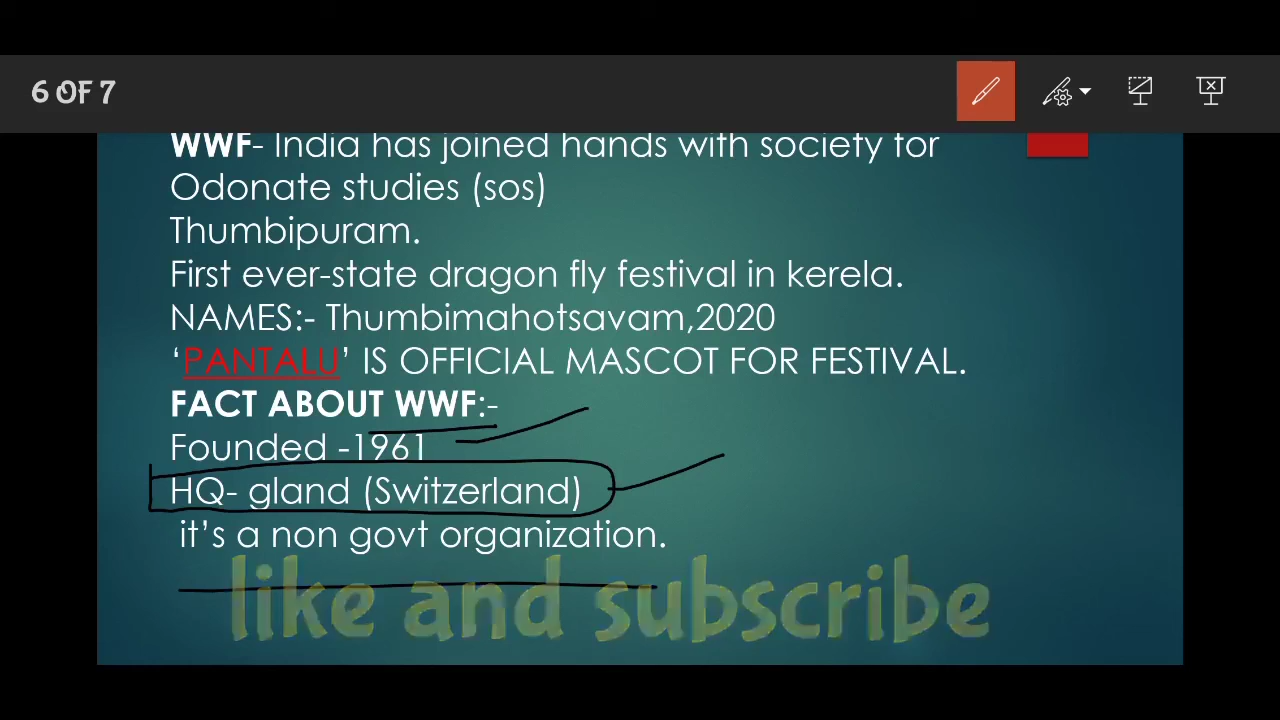 6 OF 7
WWF- India has joined hands with society for
Odonate studies (sos)
Thumbipuram.
First ever-state dragon fly festival in kerela.
NAMES:- Thumbimahotsavam,2020
‘PANTALU’ IS OFFICIAL MASCOT FOR FESTIVAL.
FACT ABOUT WWF:-
Founded -1961
HQ- gland (Switzerland)
it’s a non govt organization.
like and subscribe